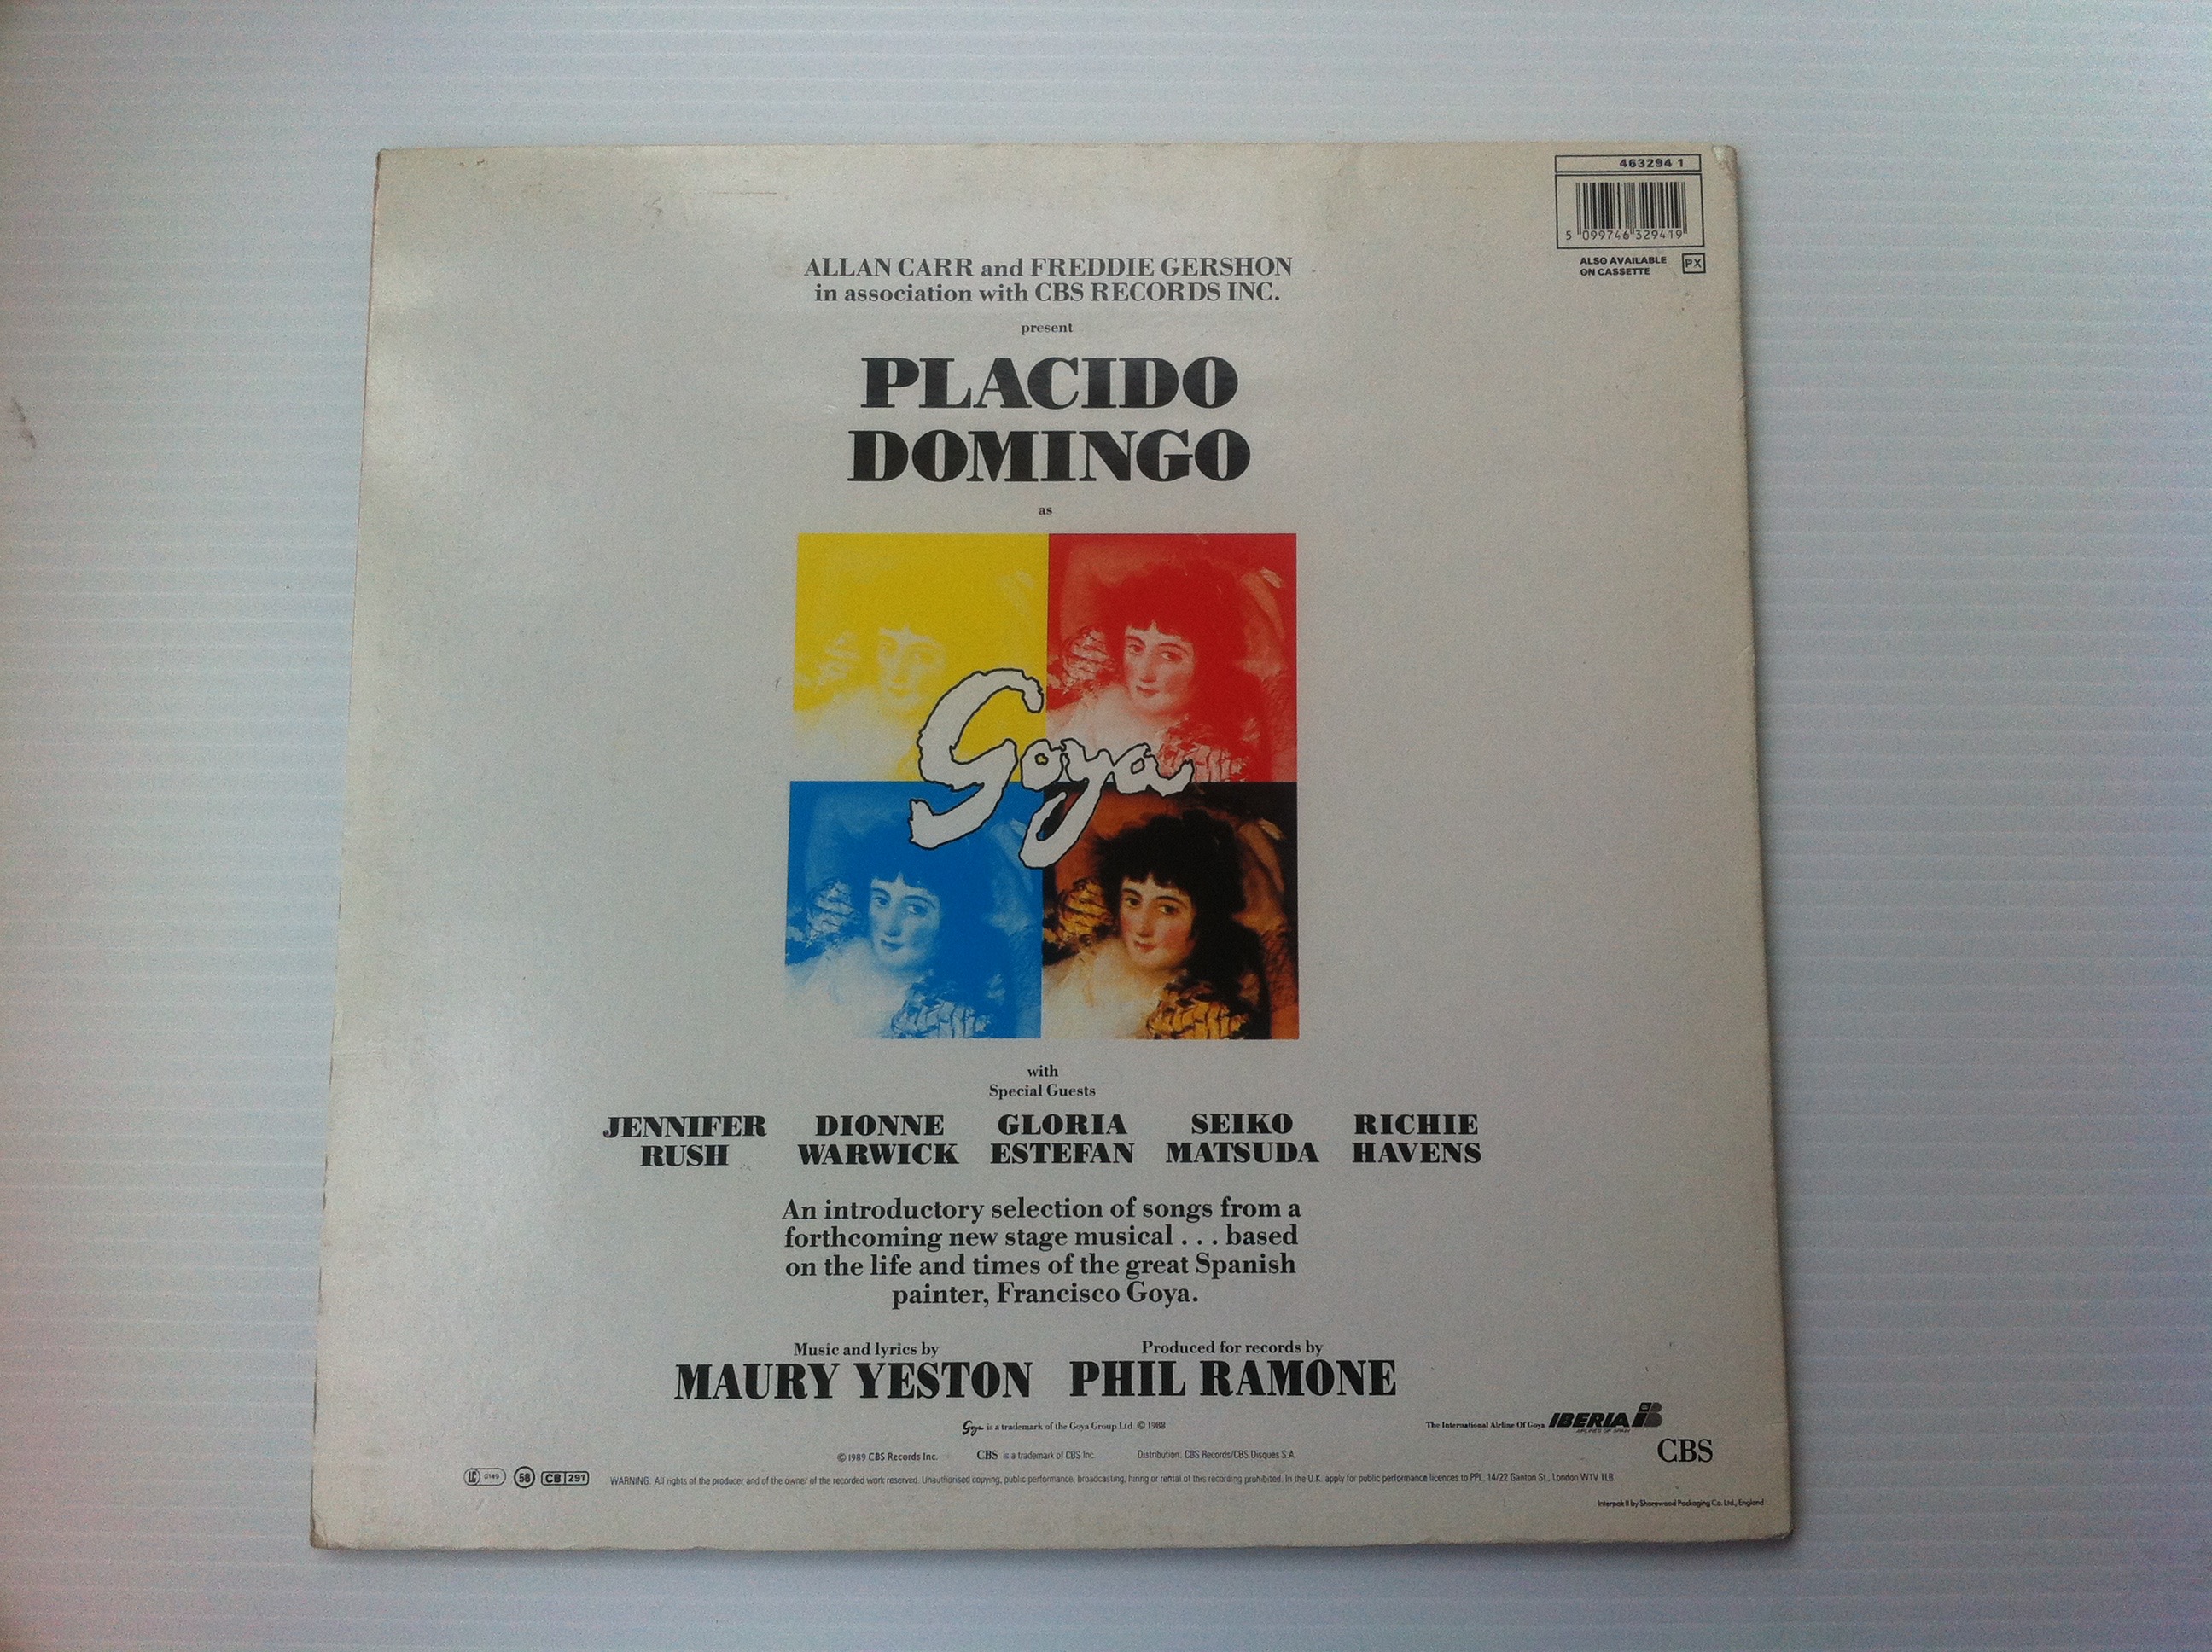 463294 1
5 099746 329419
ALSO AVAILABLE
ON CASSETTE
PX
ALLAN CARR and FREDDIE GERSHON
in association with CBS RECORDS INC.
present
PLACIDO
DOMINGO
as
Goya
with
Special Guests
JENNIFER RUSH
DIONNE WARWICK
GLORIA ESTEFAN
SEIKO MATSUDA
RICHIE HAVENS
An introductory selection of songs from a
forthcoming new stage musical . . . based
on the life and times of the great Spanish
painter, Francisco Goya.
Music and lyrics by
MAURY YESTON
Produced for records by
PHIL RAMONE
Goya is a trademark of the Goya Group Ltd. © 1988
The International Airline Of Goya IBERIA IB
AIRLINES OF SPAIN
CBS
© 1989 CBS Records Inc. CBS is a trademark of CBS Inc. Distribution: CBS Records/CBS Disques S.A.
LC 0149 58 CB 291 WARNING: All rights of the producer and of the owner of the recorded work reserved. Unauthorised copying, public performance, broadcasting, hiring or rental of this recording prohibited. In the U.K. apply for public performance licences to PPL, 14/22 Ganton St., London W1V 1LB.
Interpak II by Shorewood Packaging Co. Ltd., England